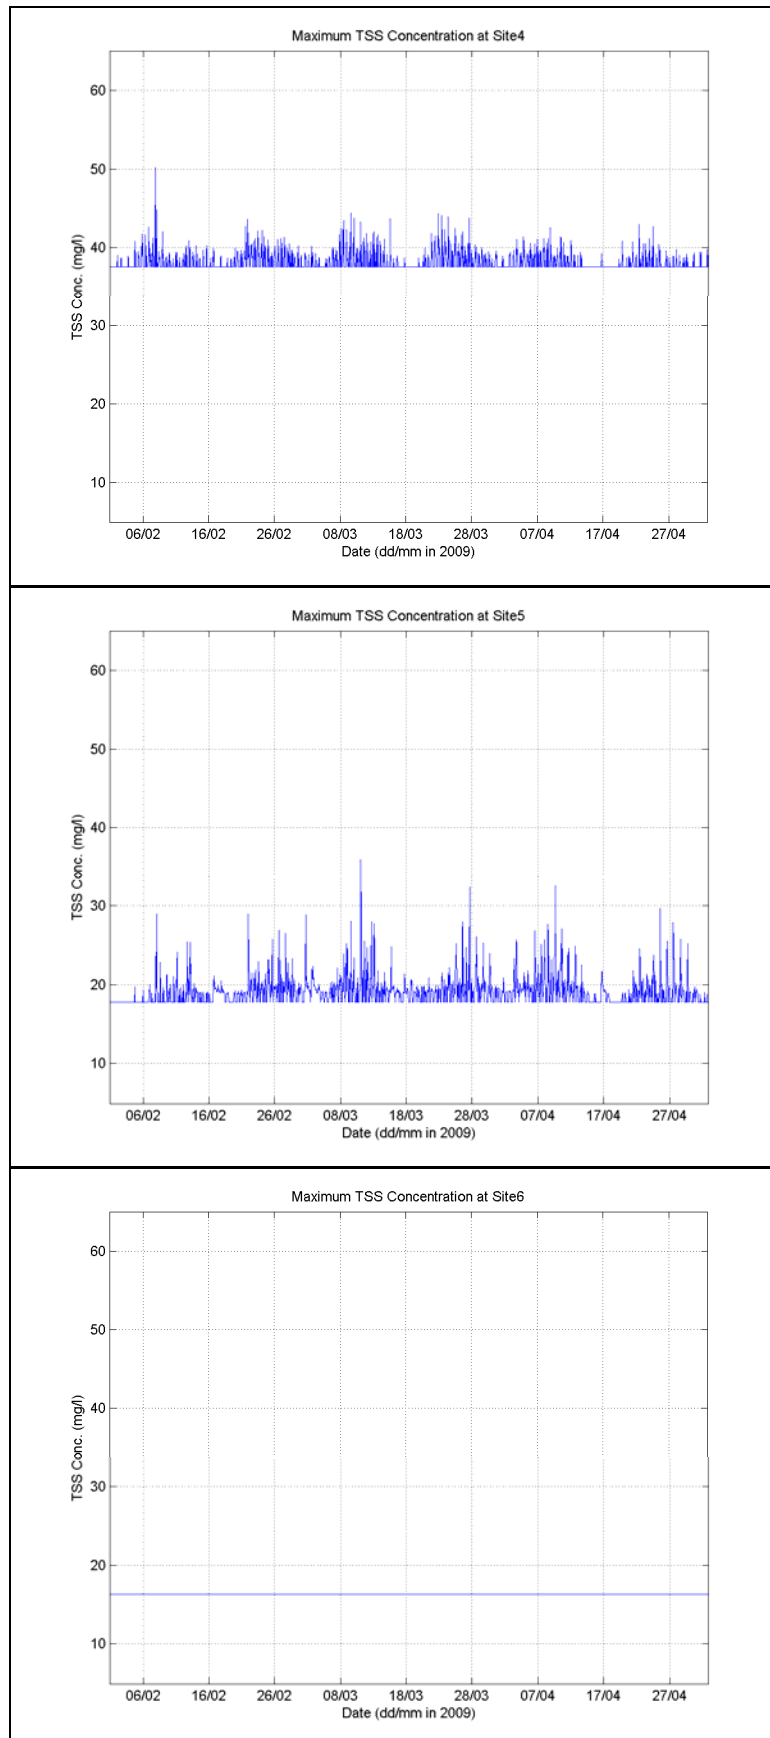 Maximum TSS Concentration at Site4
60
50
40
30
20
10
TSS Conc. (mg/l)
06/02 16/02 26/02 08/03 18/03 28/03 07/04 17/04 27/04
Date (dd/mm in 2009)
Maximum TSS Concentration at Site5
60
50
40
30
20
10
TSS Conc. (mg/l)
06/02 16/02 26/02 08/03 18/03 28/03 07/04 17/04 27/04
Date (dd/mm in 2009)
Maximum TSS Concentration at Site6
60
50
40
30
20
10
TSS Conc. (mg/l)
06/02 16/02 26/02 08/03 18/03 28/03 07/04 17/04 27/04
Date (dd/mm in 2009)